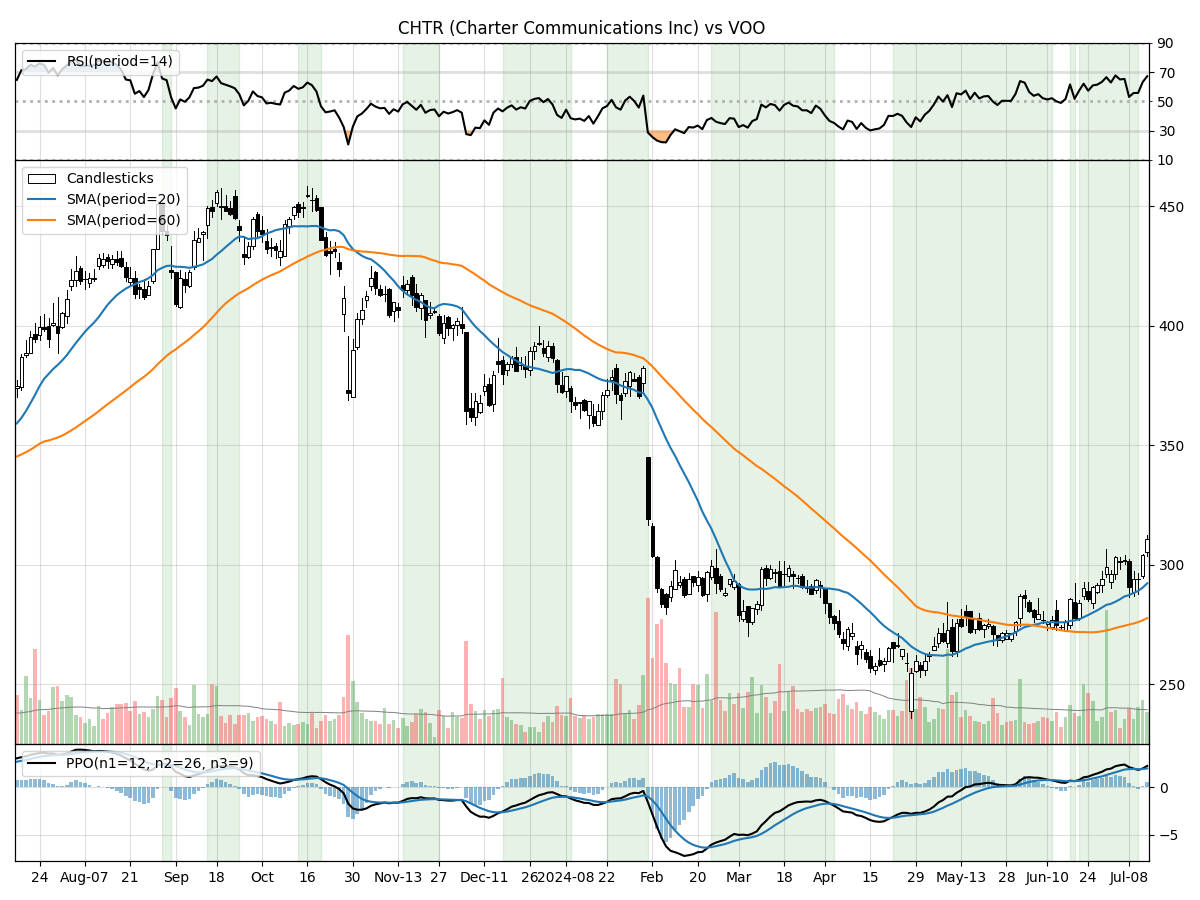 CHTR (Charter Communications Inc) vs VOO
RSI(period=14)
90
70
50
30
10
Candlesticks
SMA(period=20)
SMA(period=60)
450
400
350
300
250
PPO(n1=12, n2=26, n3=9)
0
−5
24 Aug-07 21 Sep 18 Oct 16 30 Nov-13 27 Dec-11 26 2024-08 22 Feb 20 Mar 18 Apr 15 29 May-13 28 Jun-10 24 Jul-08